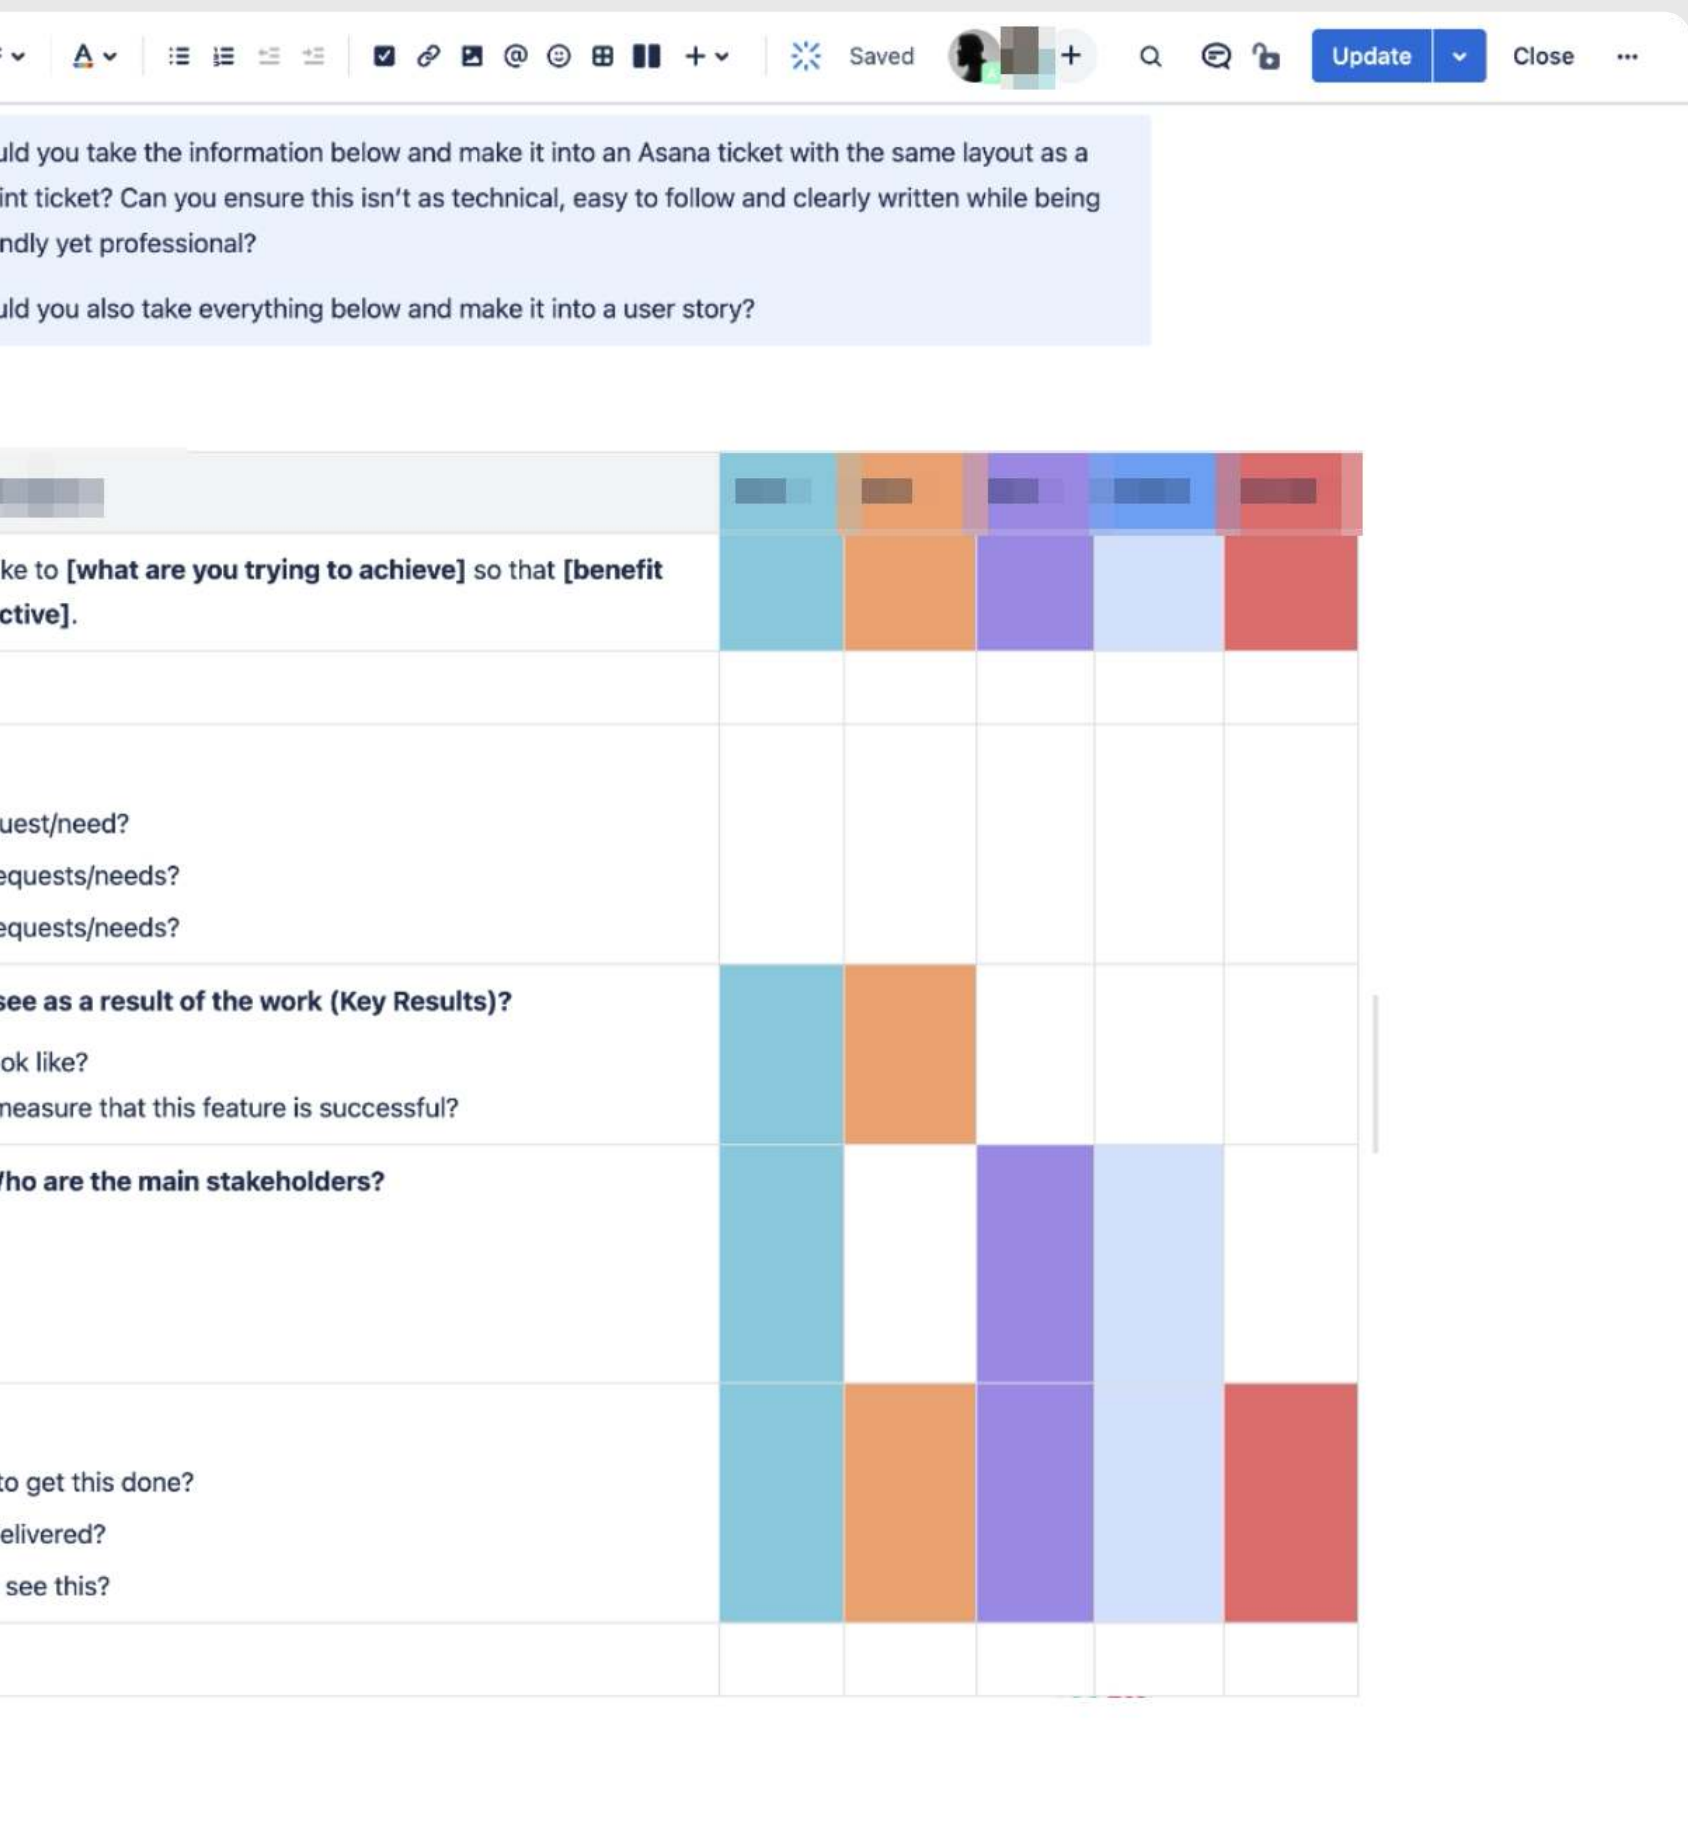 Saved
Update
Close
uld you take the information below and make it into an Asana ticket with the same layout as a
int ticket? Can you ensure this isn't as technical, easy to follow and clearly written while being
ndly yet professional?
uld you also take everything below and make it into a user story?
ke to [what are you trying to achieve] so that [benefit
ctive].
uest/need?
equests/needs?
equests/needs?
see as a result of the work (Key Results)?
ok like?
measure that this feature is successful?
Who are the main stakeholders?
to get this done?
elivered?
see this?